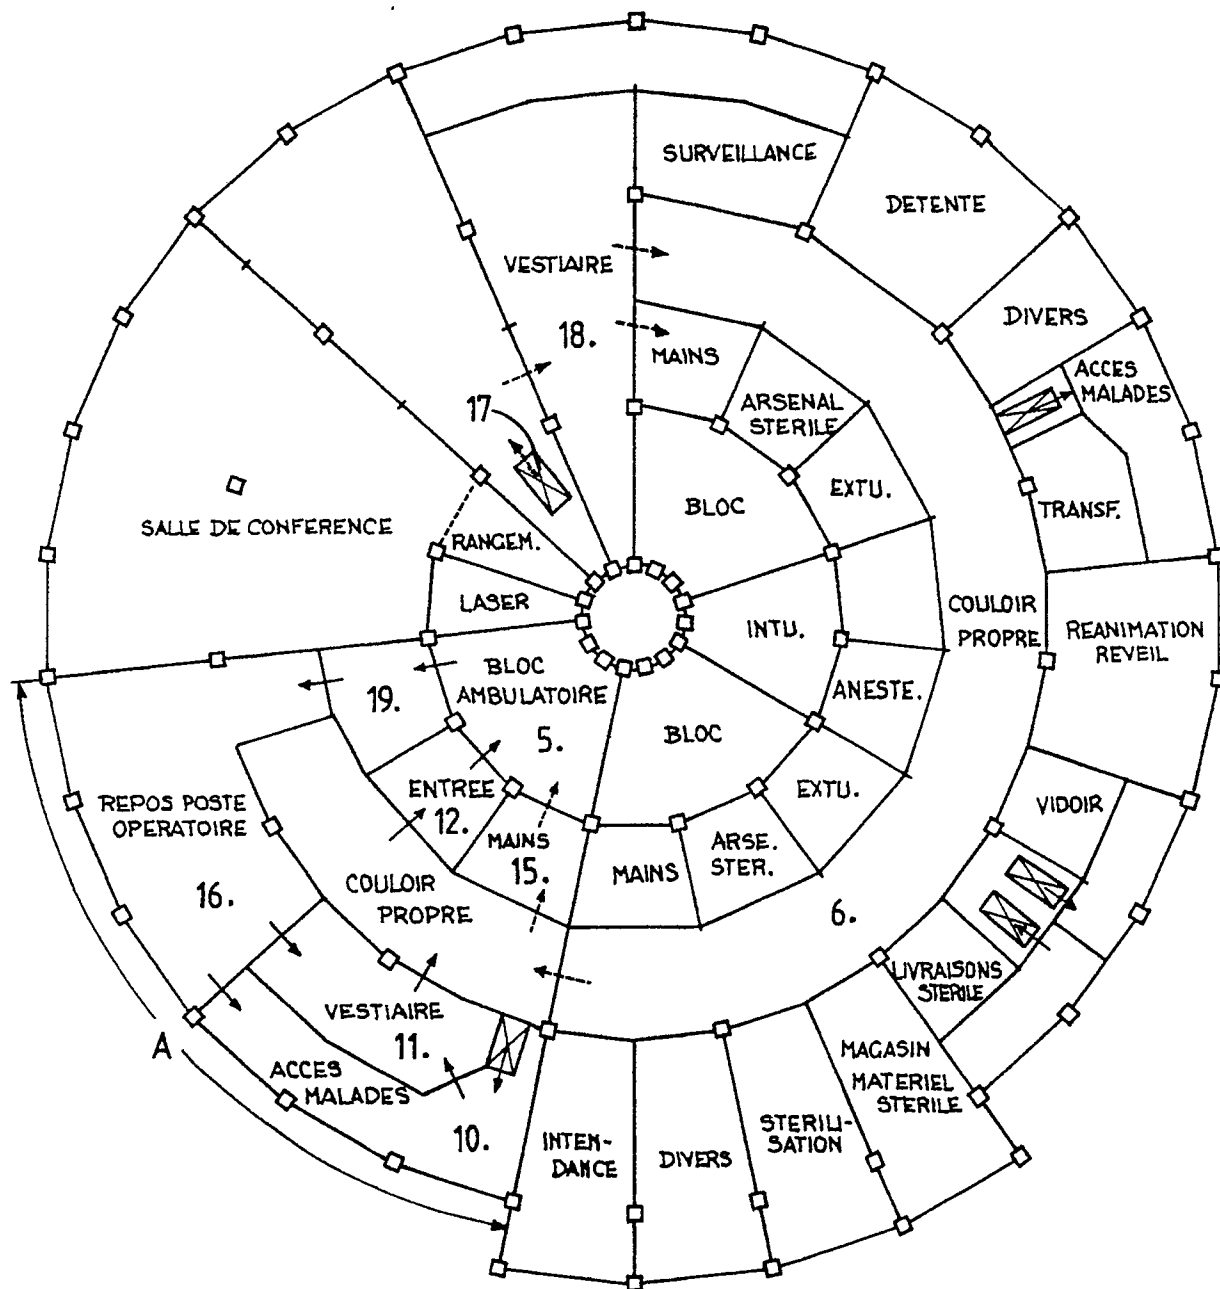 SURVEILLANCE
DETENTE
VESTIAIRE
18.
DIVERS
MAINS
ACCES
MALADES
17
ARSENAL
STERILE
EXTU.
BLOC
TRANSF.
SALLE DE CONFERENCE
RANGEM.
LASER
INTU.
COULOIR
PROPRE
REANIMATION
REVEIL
BLOC
AMBULATOIRE
5.
19.
ANESTE.
BLOC
ENTREE
12.
EXTU.
VIDOIR
REPOS POSTE
OPERATOIRE
16.
MAINS
15.
MAINS
ARSE.
STER.
COULOIR
PROPRE
6.
LIVRAISONS
STERILE
VESTIAIRE
11.
A
ACCES
MALADES
10.
MAGASIN
MATERIEL
STERILE
INTEN-
DANCE
DIVERS
STERILI-
SATION